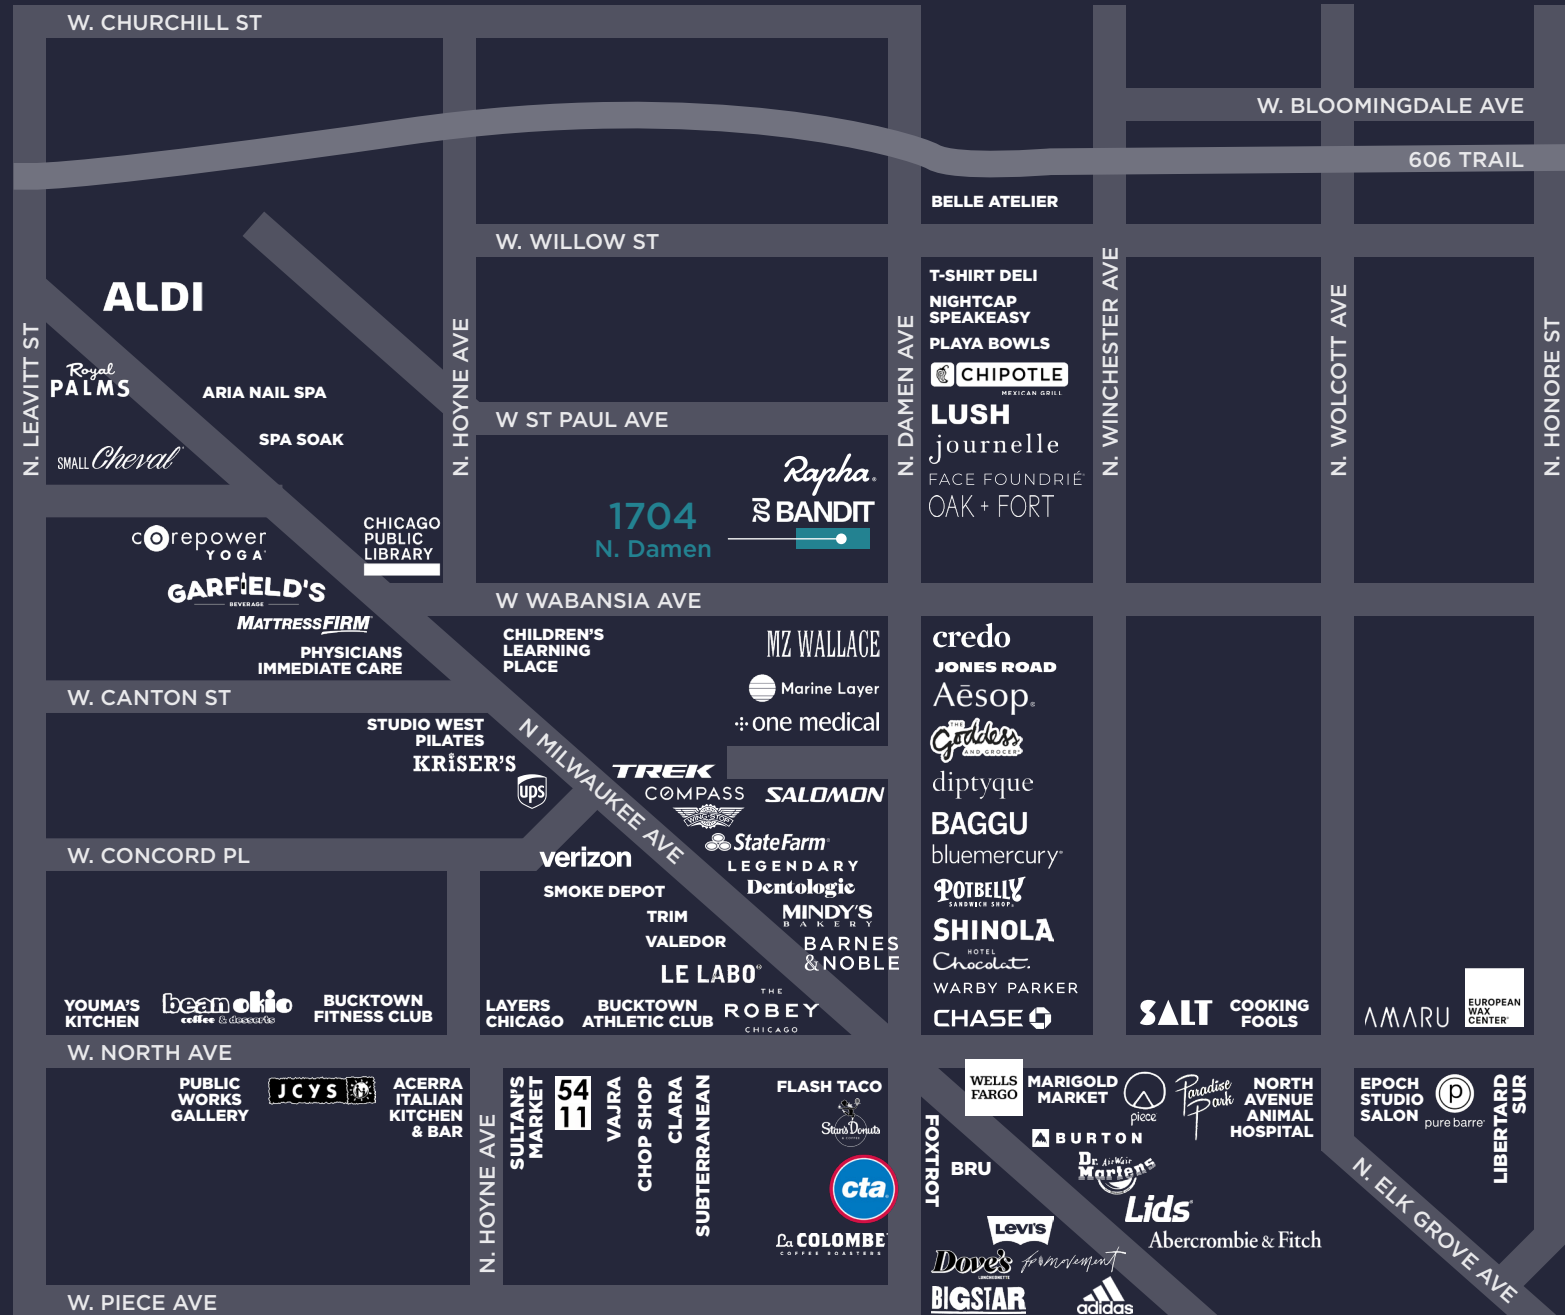 W. CHURCHILL ST
W. BLOOMINGDALE AVE
606 TRAIL
BELLE ATELIER
W. WILLOW ST
N. LEAVITT ST
N. HOYNE AVE
N. DAMEN AVE
N. WINCHESTER AVE
N. WOLCOTT AVE
N. HONORE ST
ALDI
Royal
PALMS
ARIA NAIL SPA
SPA SOAK
SMALL Cheval
T-SHIRT DELI
NIGHTCAP
SPEAKEASY
PLAYA BOWLS
CHIPOTLE
MEXICAN GRILL
LUSH
journelle
FACE FOUNDRIÉ
OAK + FORT
W ST PAUL AVE
Rapha
BANDIT
1704
N. Damen
corepower
YOGA
CHICAGO
PUBLIC
LIBRARY
GARFIELD'S
BEVERAGE
MATTRESSFIRM
PHYSICIANS
IMMEDIATE CARE
W WABANSIA AVE
CHILDREN'S
LEARNING
PLACE
MZ WALLACE
Marine Layer
one medical
credo
JONES ROAD
Aēsop®
THE
Goddess
AND GROCER
diptyque
BAGGU
bluemercury
POTBELLY
SANDWICH SHOP
SHINOLA
HOTEL
Chocolat.
WARBY PARKER
CHASE
W. CANTON ST
STUDIO WEST
PILATES
KRiSER'S
ups
N MILWAUKEE AVE
TREK
COMPASS
WING·STOP
SALOMON
State Farm®
LEGENDARY
Dentologie
MINDY'S
BAKERY
BARNES
&NOBLE
W. CONCORD PL
verizon
SMOKE DEPOT
TRIM
VALEDOR
LE LABO
THE
ROBEY
CHICAGO
YOUMA'S
KITCHEN
bean okio
coffee & desserts
BUCKTOWN
FITNESS CLUB
LAYERS
CHICAGO
BUCKTOWN
ATHLETIC CLUB
SALT
COOKING
FOOLS
AMARU
EUROPEAN
WAX
CENTER
W. NORTH AVE
PUBLIC
WORKS
GALLERY
JCYS
ACERRA
ITALIAN
KITCHEN
& BAR
N. HOYNE AVE
SULTAN'S
MARKET
54
11
VAJRA
CHOP SHOP
CLARA
SUBTERRANEAN
FLASH TACO
Stan's Donuts
& COFFEE
cta
La COLOMBE
COFFEE ROASTERS
FOXTROT
WELLS
FARGO
MARIGOLD
MARKET
piece
Paradise
Park
NORTH
AVENUE
ANIMAL
HOSPITAL
BURTON
BRU
Dr. AirWair
Martens
Lids
Abercrombie & Fitch
LEVI'S
Dove's
LUNCHEONETTE
fp movement
BIGSTAR
adidas
EPOCH
STUDIO
SALON
p
pure barre
LIBERTARD
SUR
N. ELK GROVE AVE
W. PIECE AVE